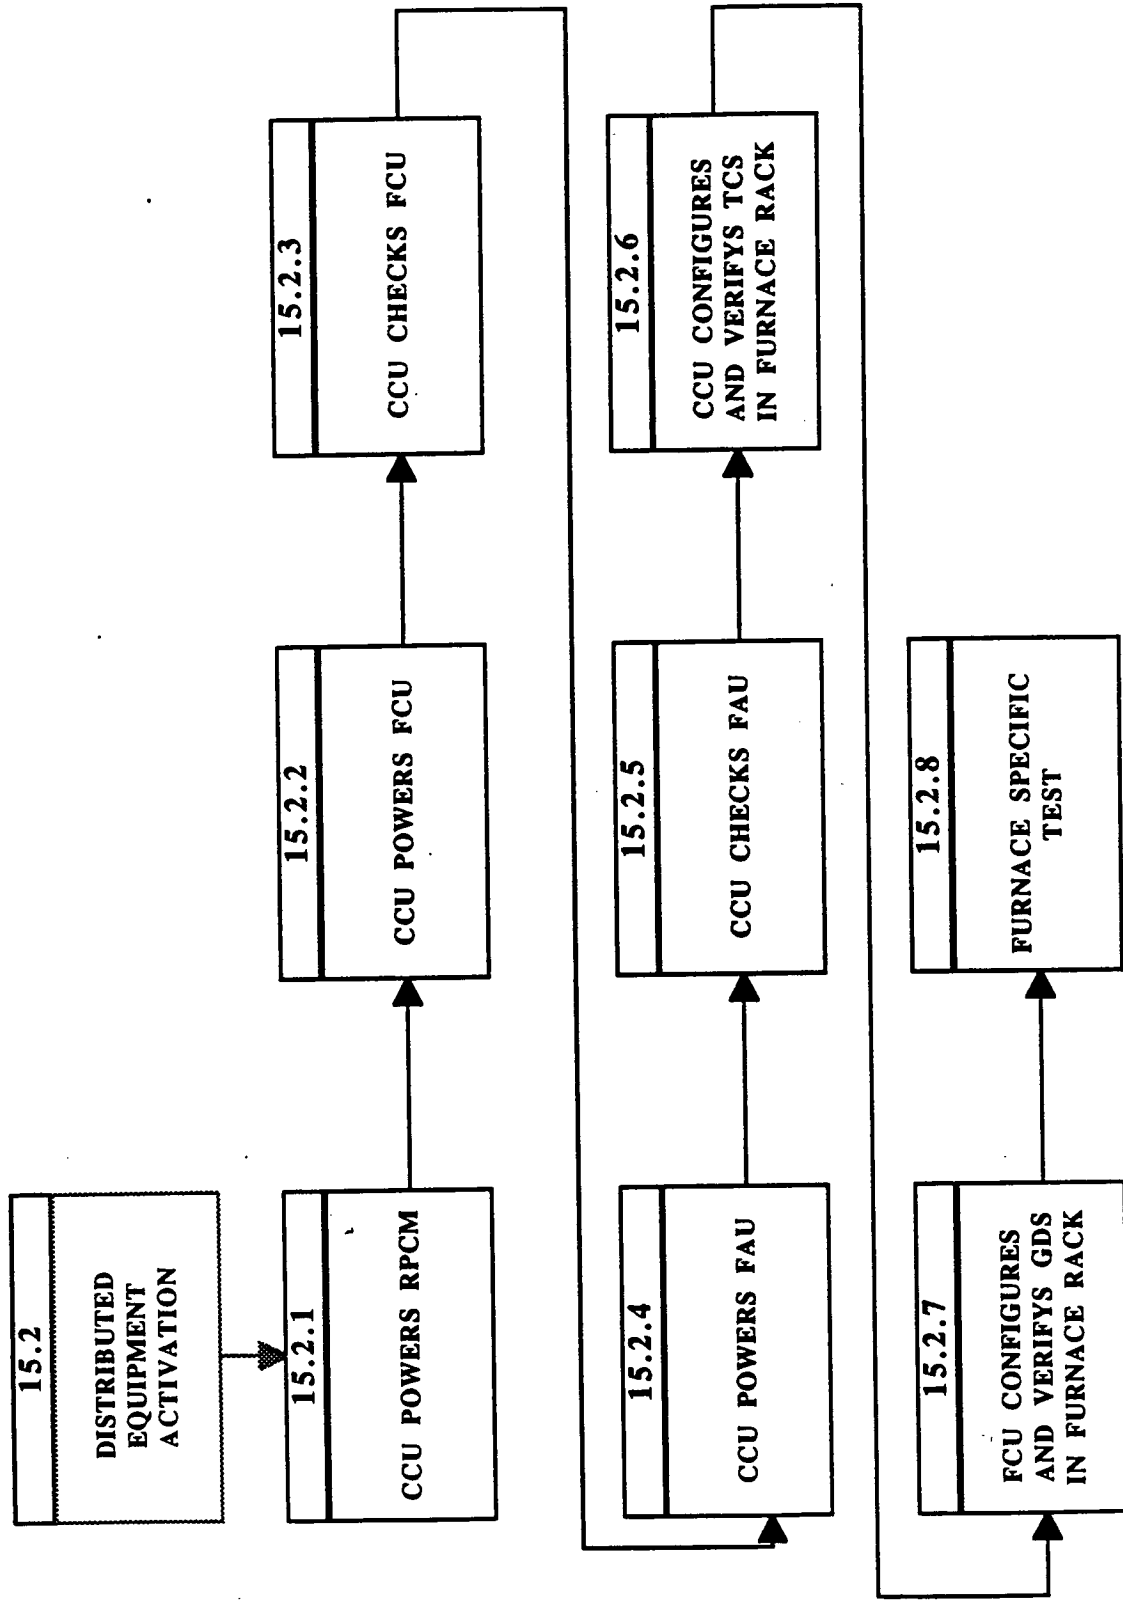 15.2
DISTRIBUTED
EQUIPMENT
ACTIVATION
15.2.1
CCU POWERS RPCM
15.2.2
CCU POWERS FCU
15.2.3
CCU CHECKS FCU
15.2.4
CCU POWERS FAU
15.2.5
CCU CHECKS FAU
15.2.6
CCU CONFIGURES
AND VERIFYS TCS
IN FURNACE RACK
15.2.7
FCU CONFIGURES
AND VERIFYS GDS
IN FURNACE RACK
15.2.8
FURNACE SPECIFIC
TEST